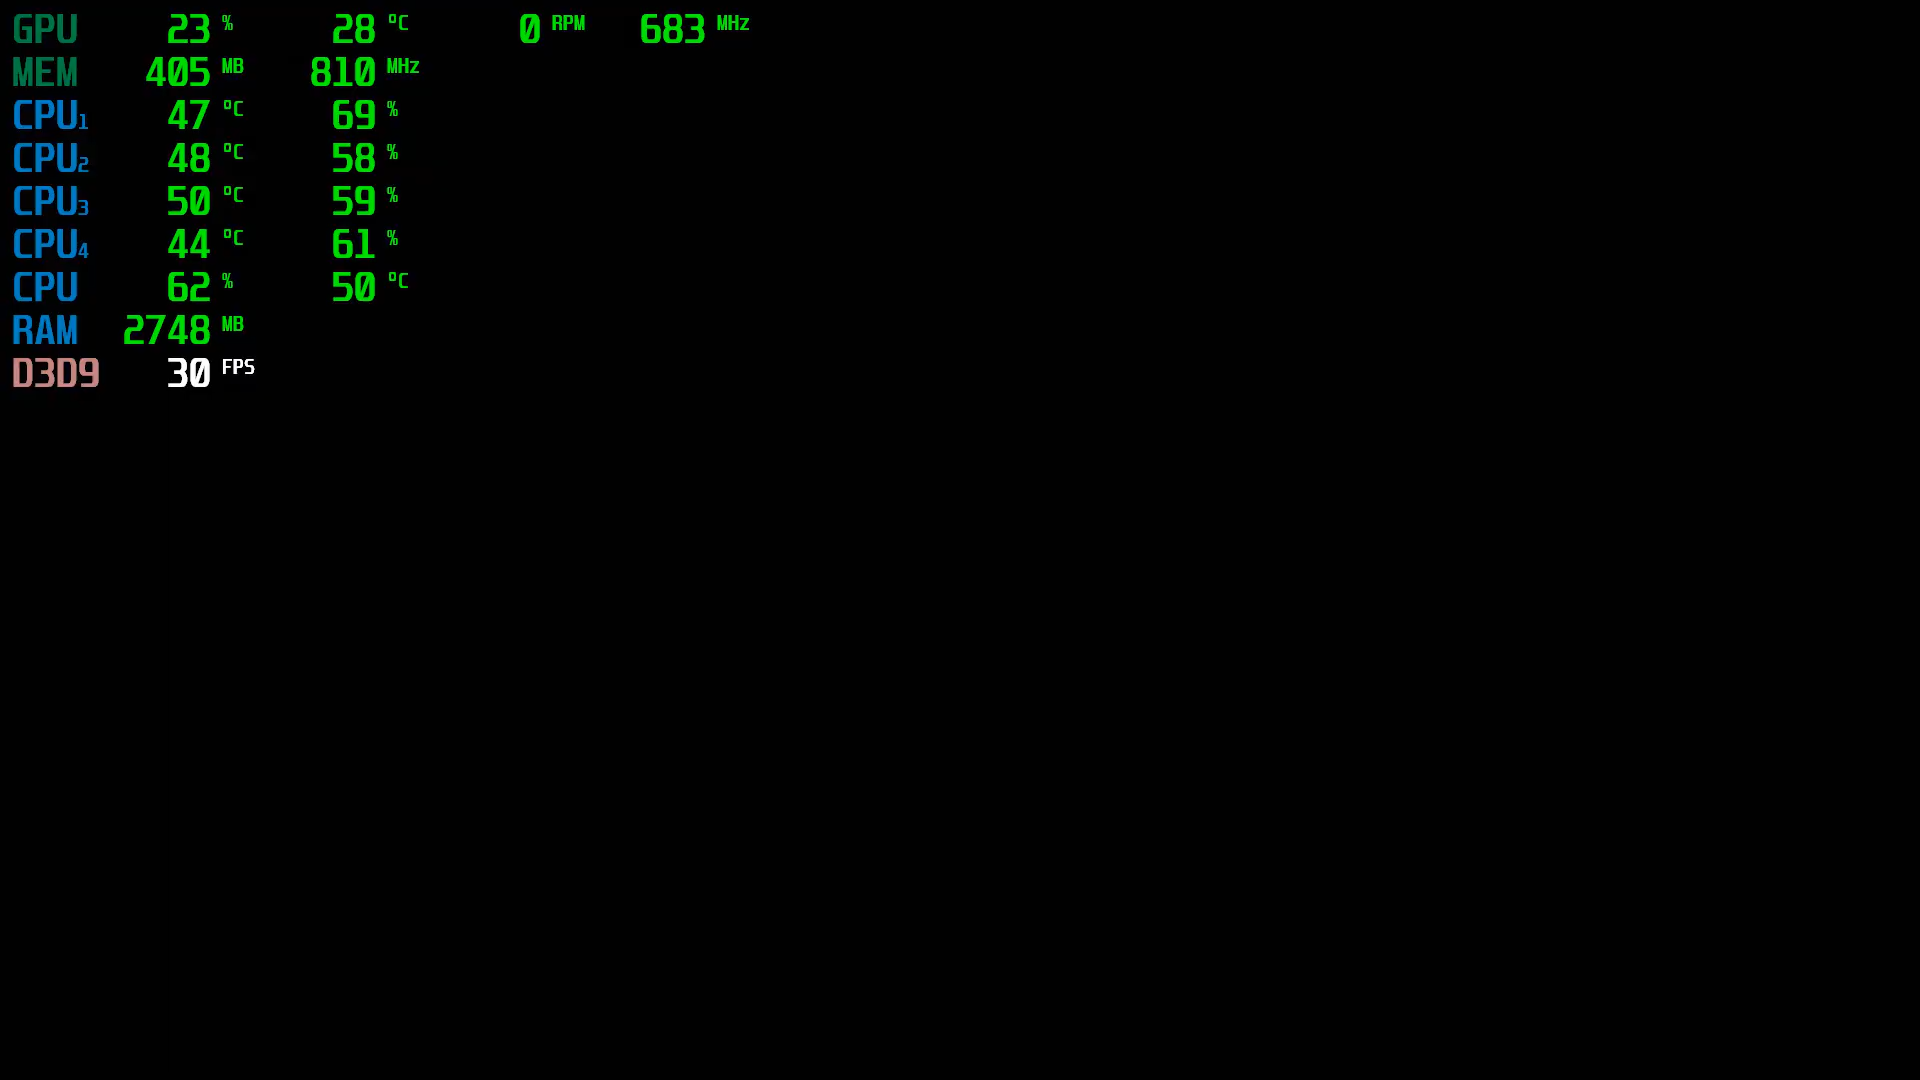 GPU 23 % 28 °C 0 RPM 683 MHz
MEM 405 MB 810 MHz
CPU1 47 °C 69 %
CPU2 48 °C 58 %
CPU3 50 °C 59 %
CPU4 44 °C 61 %
CPU 62 % 50 °C
RAM 2748 MB
D3D9 30 FPS